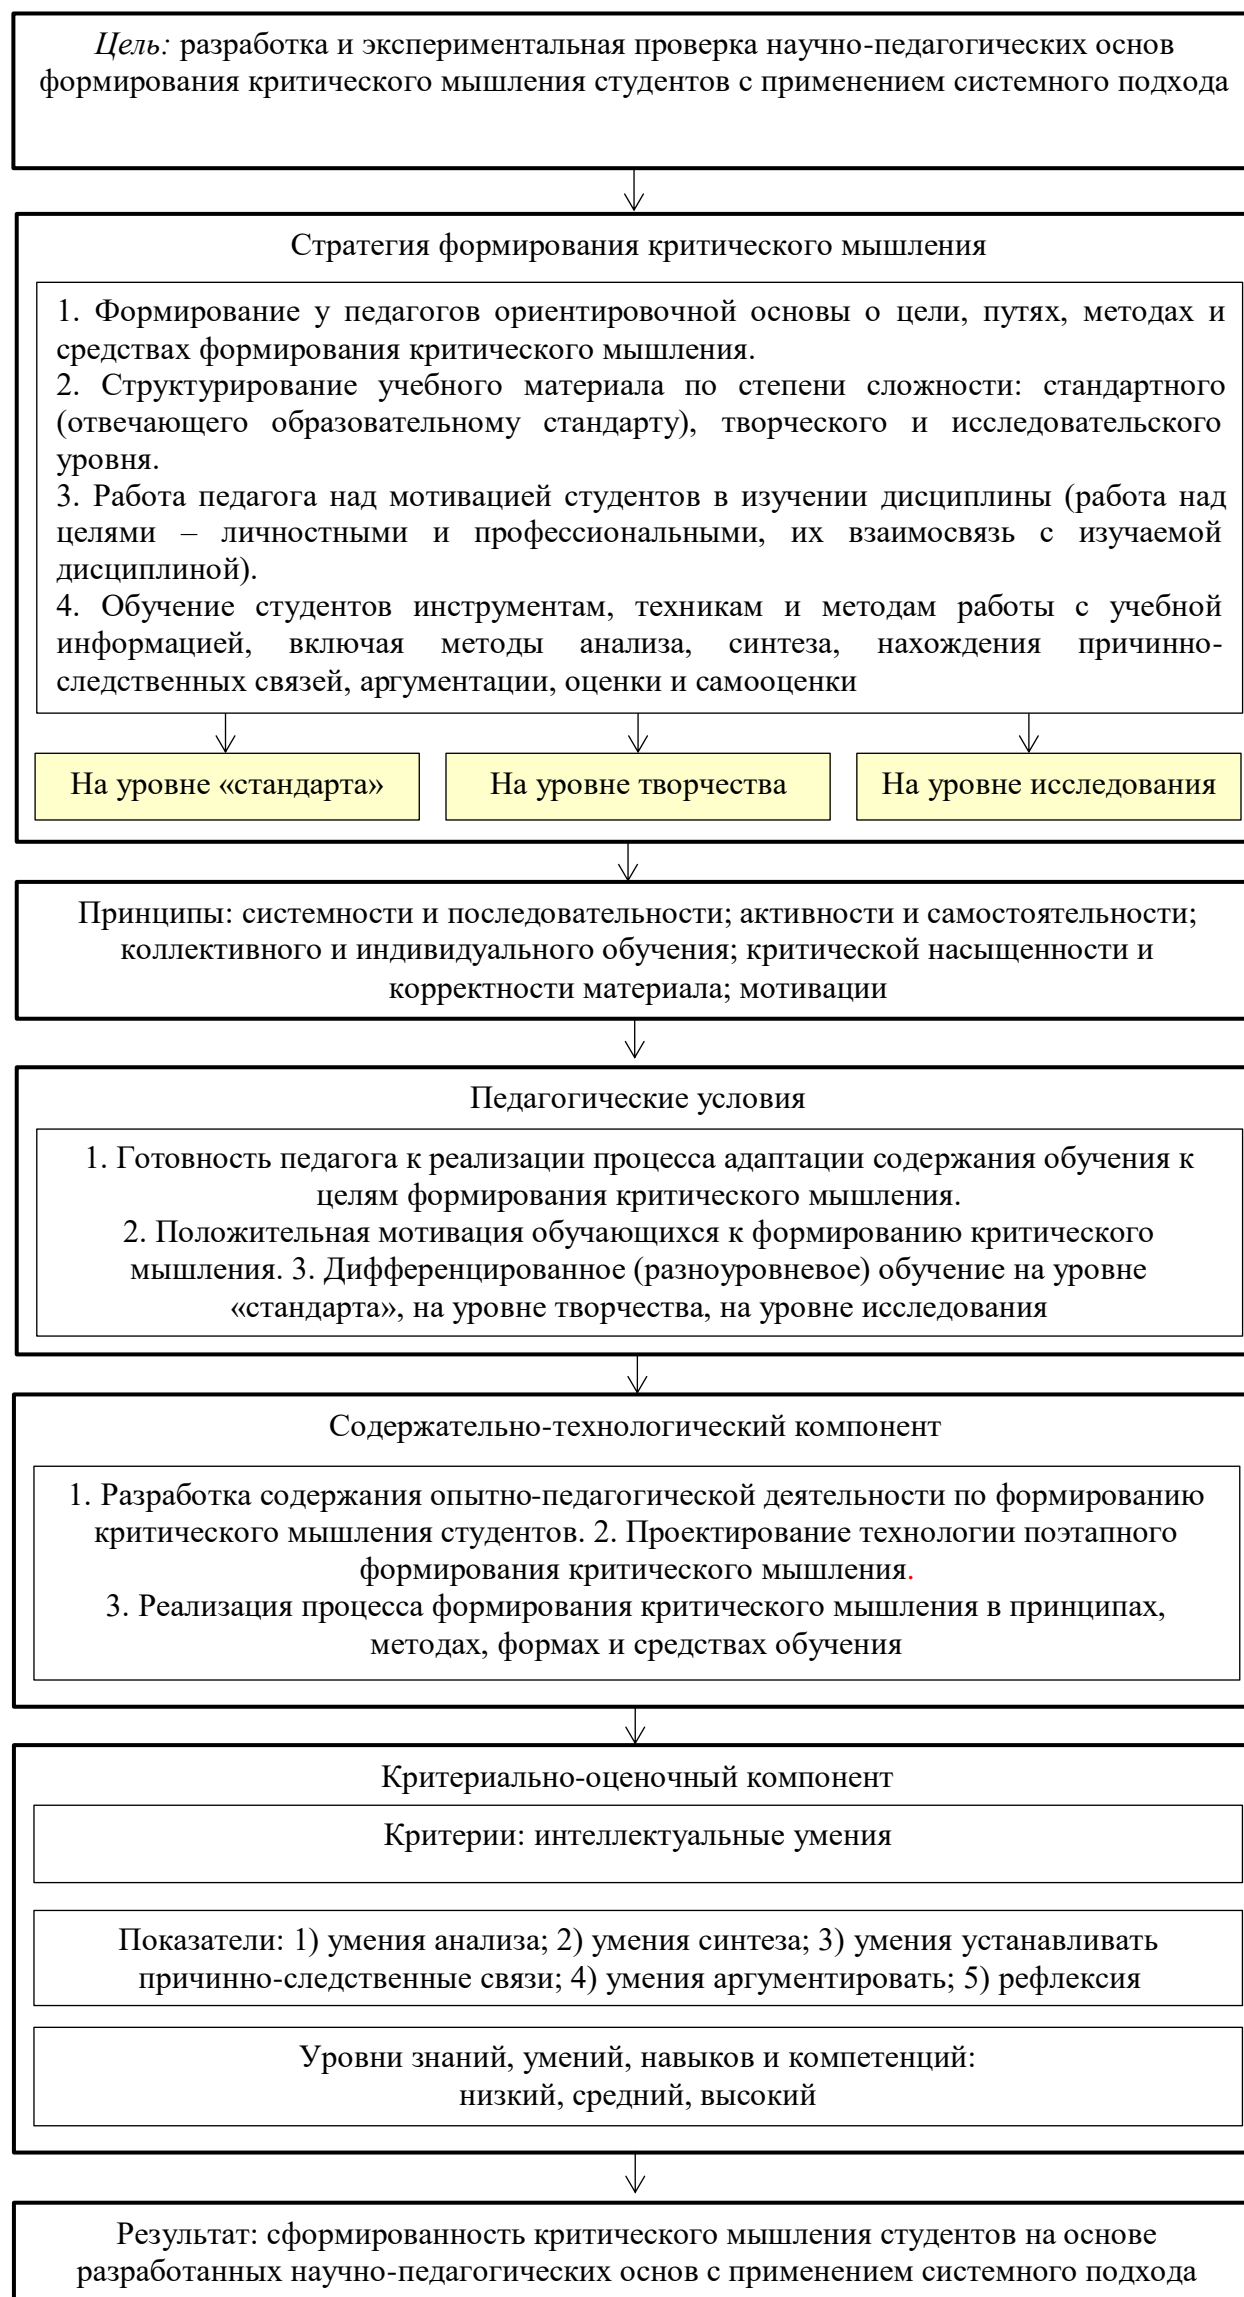 Цель: разработка и экспериментальная проверка научно-педагогических основ
формирования критического мышления студентов с применением системного подхода
Стратегия формирования критического мышления
1. Формирование у педагогов ориентировочной основы о цели, путях, методах и
средствах формирования критического мышления.
2. Структурирование учебного материала по степени сложности: стандартного
(отвечающего образовательному стандарту), творческого и исследовательского
уровня.
3. Работа педагога над мотивацией студентов в изучении дисциплины (работа над
целями – личностными и профессиональными, их взаимосвязь с изучаемой
дисциплиной).
4. Обучение студентов инструментам, техникам и методам работы с учебной
информацией, включая методы анализа, синтеза, нахождения причинно-
следственных связей, аргументации, оценки и самооценки
На уровне «стандарта»
На уровне творчества
На уровне исследования
Принципы: системности и последовательности; активности и самостоятельности;
коллективного и индивидуального обучения; критической насыщенности и
корректности материала; мотивации
Педагогические условия
1. Готовность педагога к реализации процесса адаптации содержания обучения к
целям формирования критического мышления.
2. Положительная мотивация обучающихся к формированию критического
мышления. 3. Дифференцированное (разноуровневое) обучение на уровне
«стандарта», на уровне творчества, на уровне исследования
Содержательно-технологический компонент
1. Разработка содержания опытно-педагогической деятельности по формированию
критического мышления студентов. 2. Проектирование технологии поэтапного
формирования критического мышления.
3. Реализация процесса формирования критического мышления в принципах,
методах, формах и средствах обучения
Критериально-оценочный компонент
Критерии: интеллектуальные умения
Показатели: 1) умения анализа; 2) умения синтеза; 3) умения устанавливать
причинно-следственные связи; 4) умения аргументировать; 5) рефлексия
Уровни знаний, умений, навыков и компетенций:
низкий, средний, высокий
Результат: сформированность критического мышления студентов на основе
разработанных научно-педагогических основ с применением системного подхода